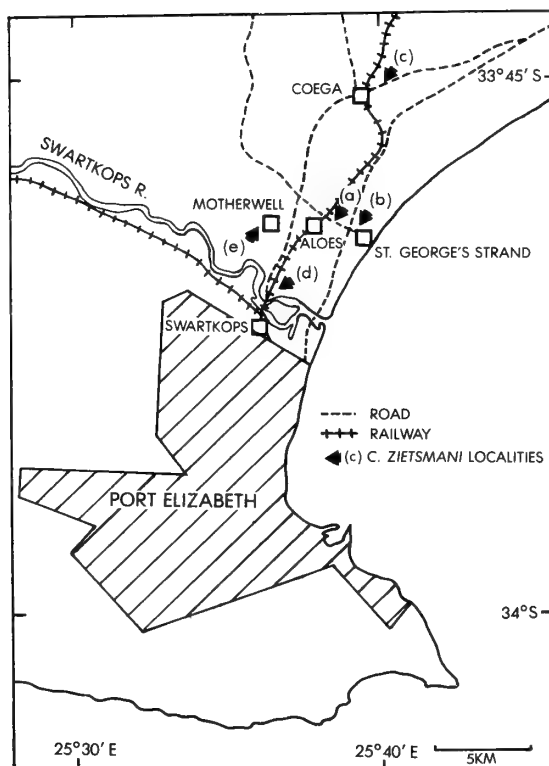 (c)
33°45' S
COEGA
SWARTKOPS R.
MOTHERWELL
(a)
(b)
(e)
ALOES
ST. GEORGE'S STRAND
(d)
SWARTKOPS
ROAD
RAILWAY
(c) C. ZIETSMANI LOCALITIES
PORT ELIZABETH
34°S
25°30' E
25°40' E
5KM